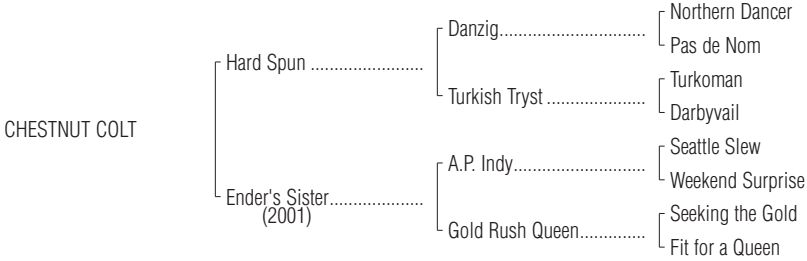 Northern Dancer
Danzig..............................
Pas de Nom
Hard Spun .......................
Turkoman
Turkish Tryst ....................
Darbyvail
CHESTNUT COLT
Seattle Slew
A.P. Indy...........................
Weekend Surprise
Ender's Sister...................
(2001)
Seeking the Gold
Gold Rush Queen.............
Fit for a Queen